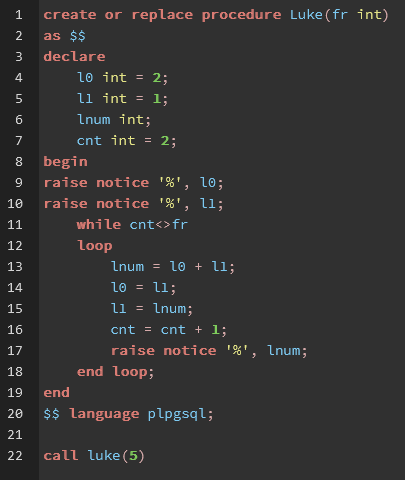 1 create or replace procedure Luke(fr int)
2 as $$
3 declare
4     l0 int = 2;
5     l1 int = 1;
6     lnum int;
7     cnt int = 2;
8 begin
9 raise notice '%', l0;
10 raise notice '%', l1;
11     while cnt<>fr
12     loop
13         lnum = l0 + l1;
14         l0 = l1;
15         l1 = lnum;
16         cnt = cnt + 1;
17         raise notice '%', lnum;
18     end loop;
19 end
20 $$ language plpgsql;
21
22 call luke(5)